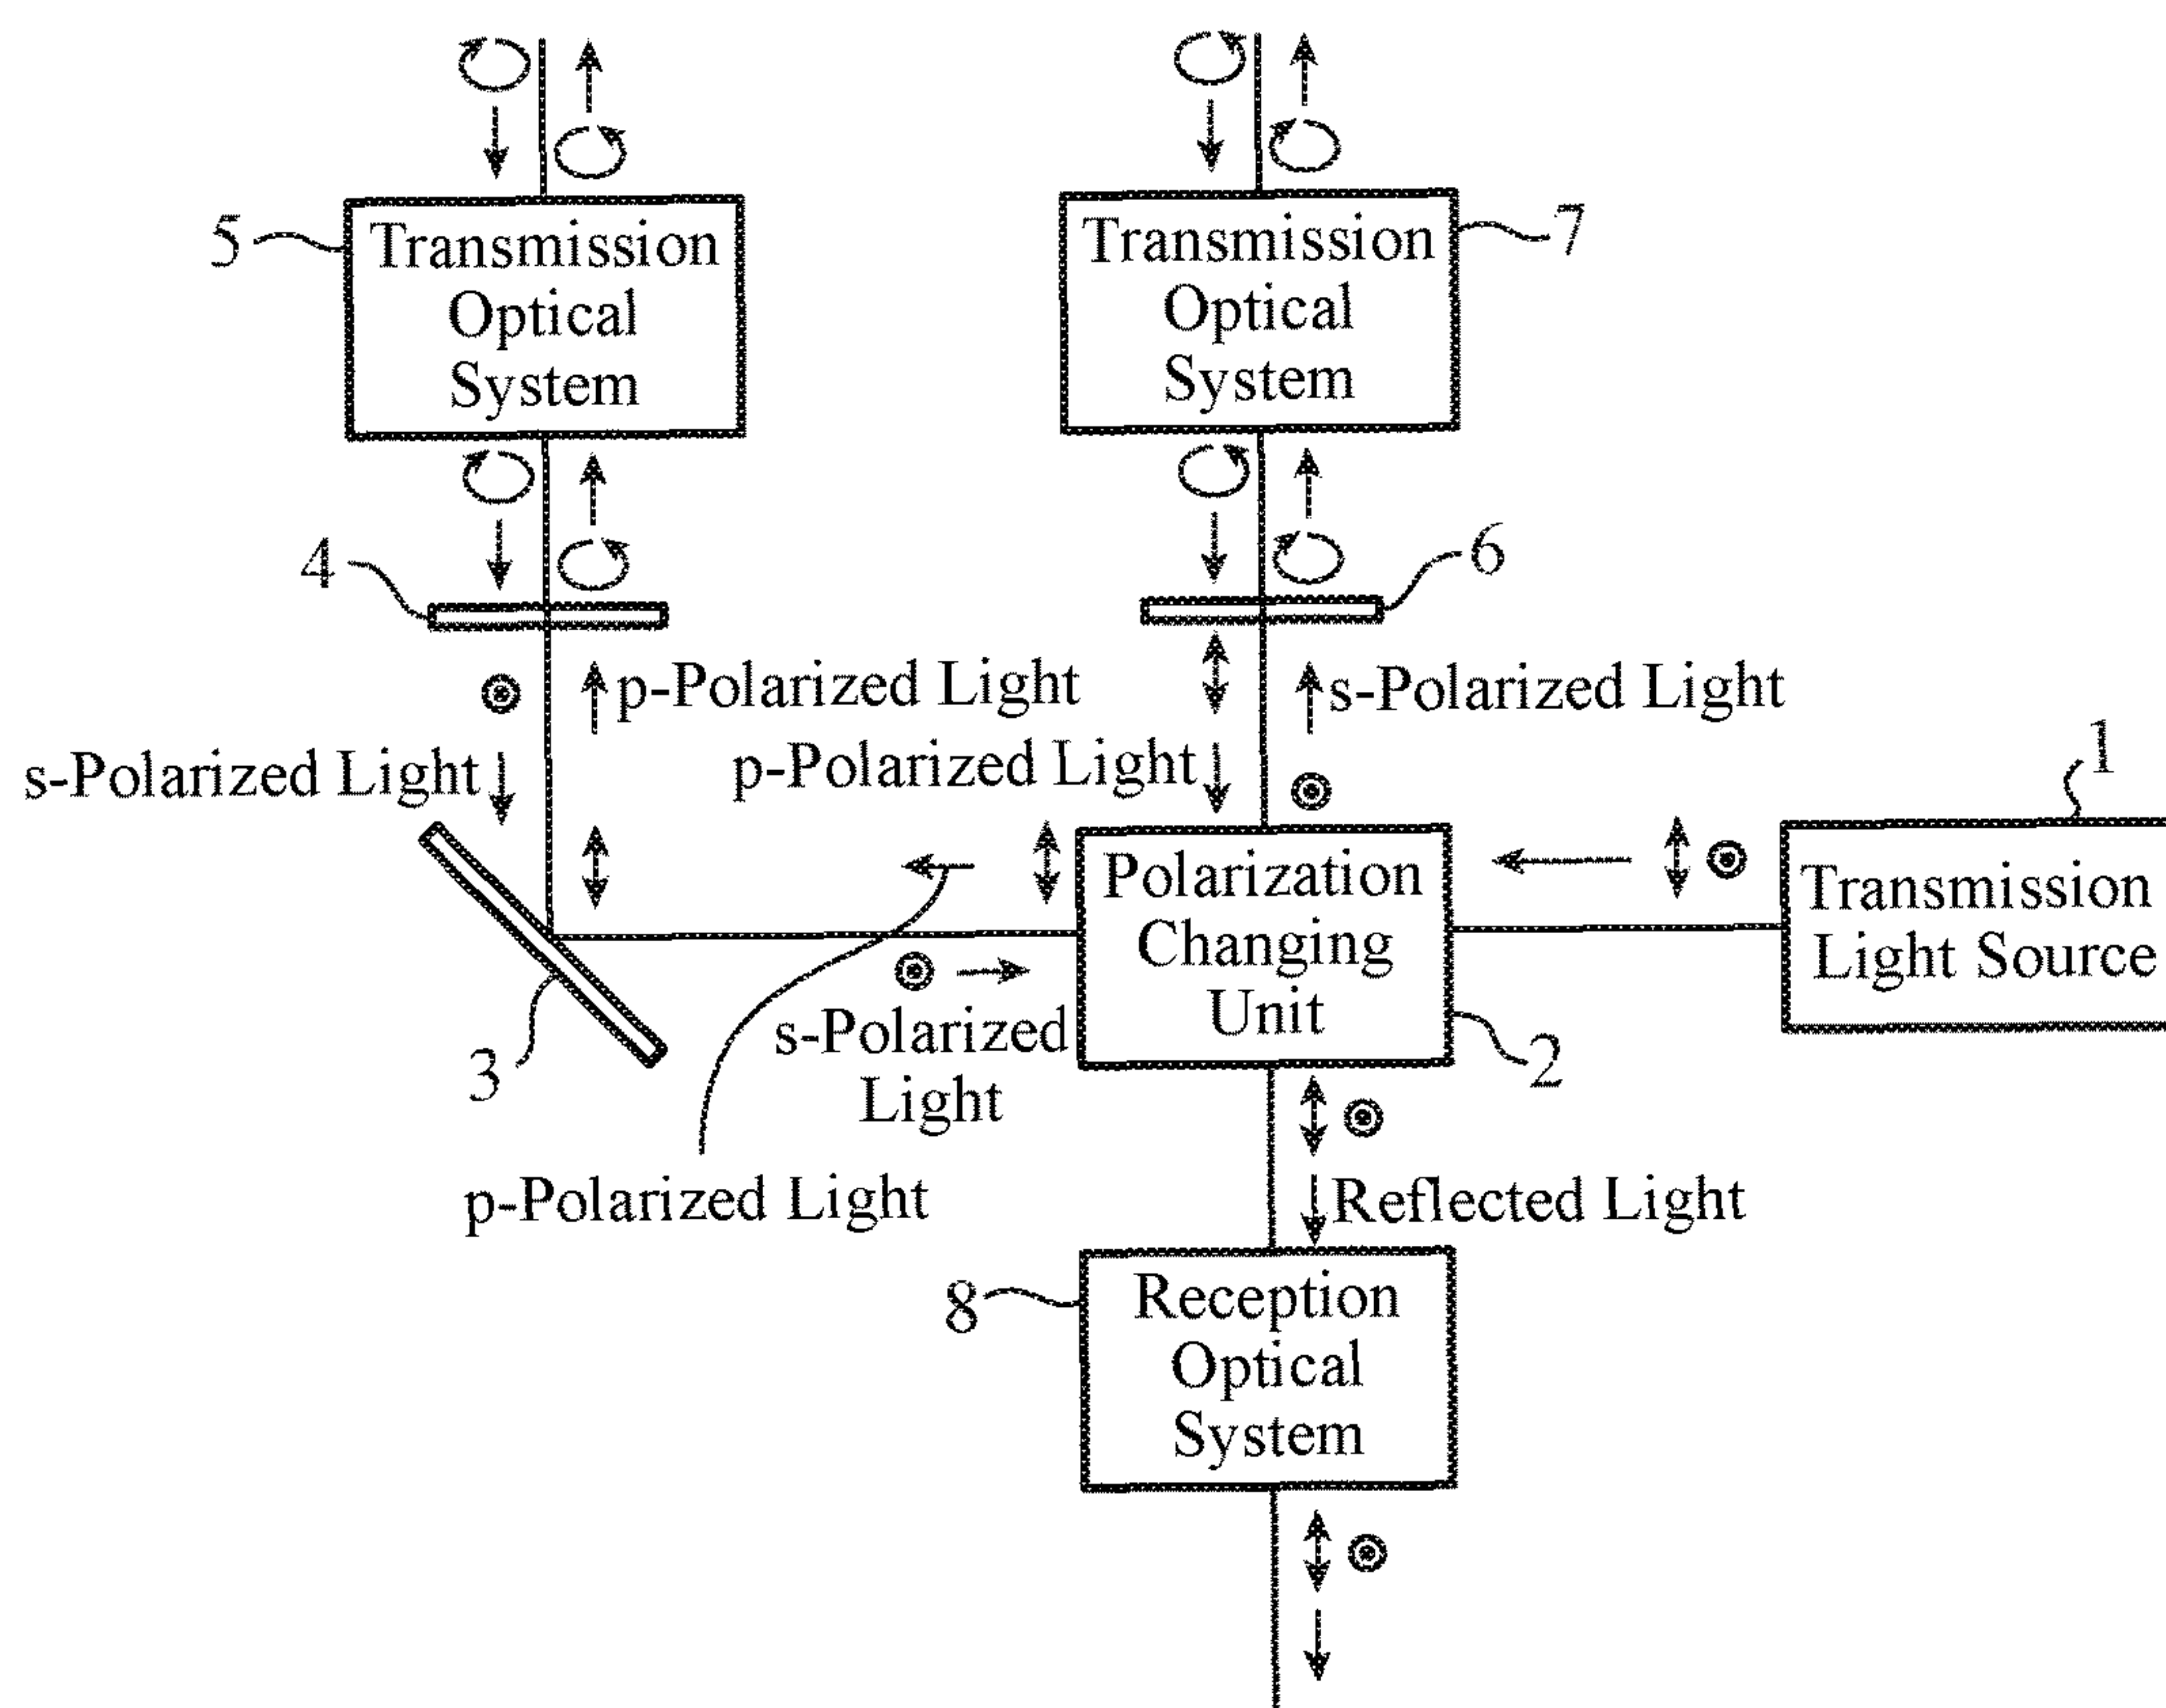 5
Transmission
Optical
System
Transmission
Optical
System
7
4
6
p-Polarized Light
s-Polarized Light
s-Polarized Light
p-Polarized Light
1
Polarization
Changing
Unit
Transmission
Light Source
3
s-Polarized
Light
2
p-Polarized Light
Reflected Light
8
Reception
Optical
System